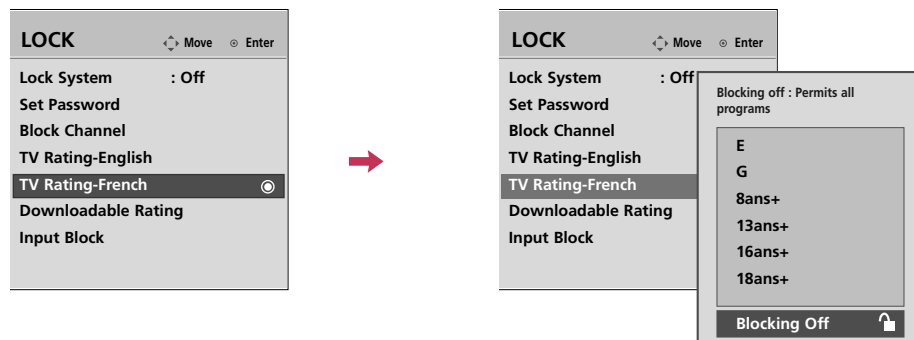 LOCK Move Enter
Lock System : Off
Set Password
Block Channel
TV Rating-English
TV Rating-French
Downloadable Rating
Input Block
LOCK Move Enter
Lock System : Off
Set Password
Block Channel
TV Rating-English
TV Rating-French
Downloadable Rating
Input Block
Blocking off : Permits all
programs
E
G
8ans+
13ans+
16ans+
18ans+
Blocking Off